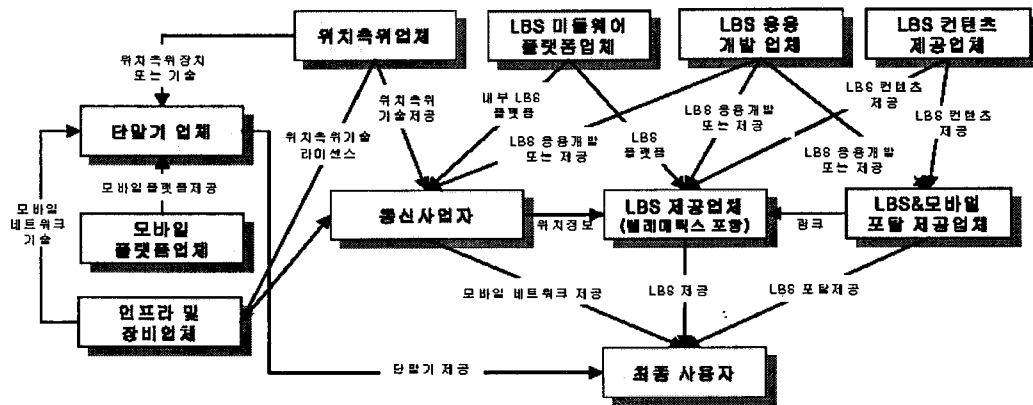 위치측위업체
LBS 미들웨어
플랫폼업체
LBS 응용
개발 업체
LBS 컨텐츠
제공업체
위치측위장치
또는 기술
위치측위
기술제공
내부 LBS
플랫폼
LBS 응용개발
또는 제공
LBS 컨텐츠
제공
단말기 업체
위치측위기술
라이센스
LBS 응용개발
또는 제공
LBS
플랫폼
LBS 응용개발
또는 제공
LBS 컨텐츠
제공
모바일플랫폼제공
모바일
네트워크
기술
모바일
플랫폼업체
통신사업자
위치정보
LBS 제공업체
(텔레매틱스 포함)
링크
LBS&모바일
포탈 제공업체
인프라 및
장비업체
모바일 네트워크 제공
LBS 제공
LBS 포탈제공
단말기 제공
최종 사용자